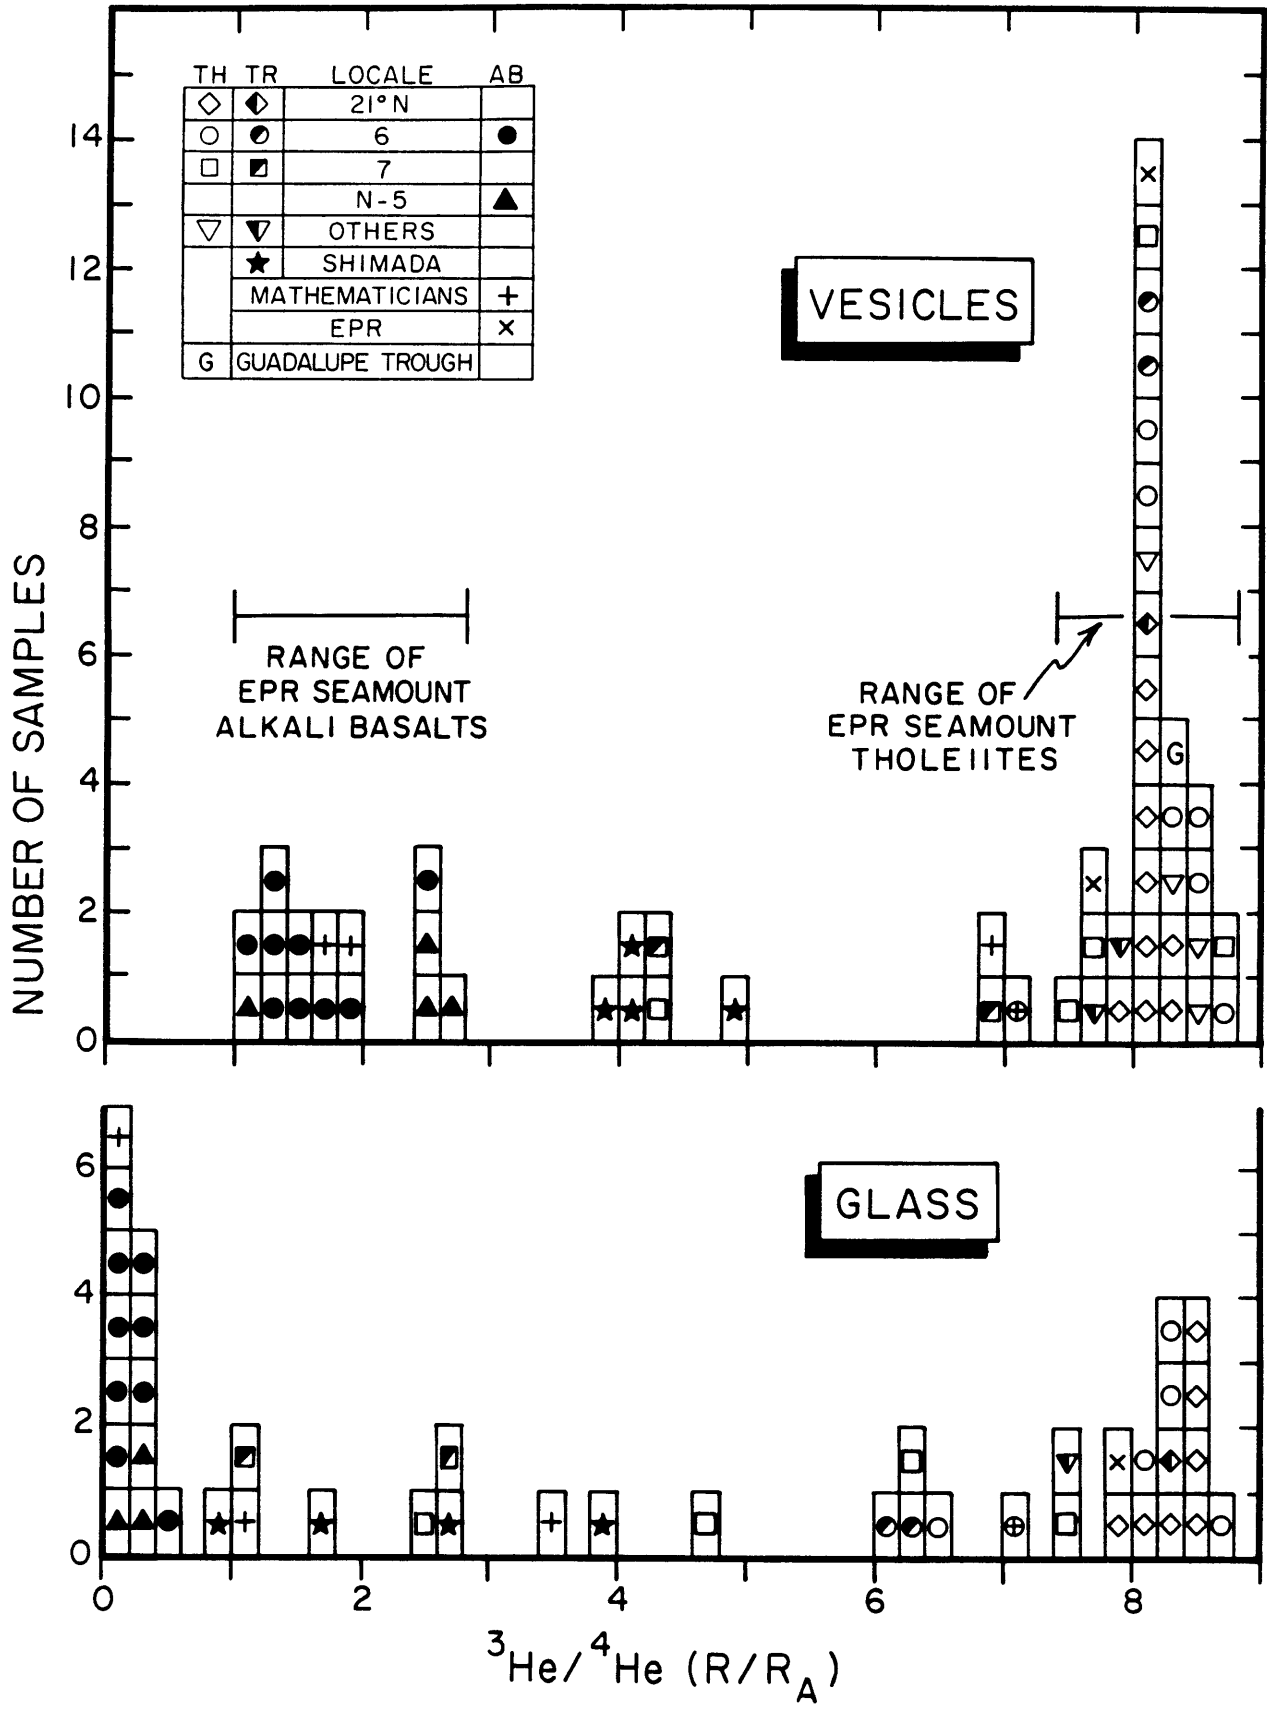 TH TR LOCALE AB
21°N
6
7
N-5
OTHERS
SHIMADA
MATHEMATICIANS +
EPR ×
G GUADALUPE TROUGH
VESICLES
14
12
10
8
6
4
2
0
NUMBER OF SAMPLES
RANGE OF
EPR SEAMOUNT
ALKALI BASALTS
RANGE OF
EPR SEAMOUNT
THOLEIITES
G
GLASS
6
4
2
0
0 2 4 6 8
³He/⁴He (R/R_A)